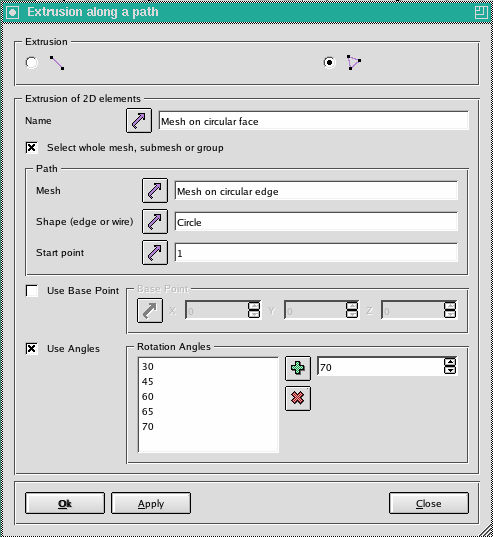 Extrusion along a path
Extrusion
Extrusion of 2D elements
Name
Mesh on circular face
Select whole mesh, submesh or group
Path
Mesh
Mesh on circular edge
Shape (edge or wire)
Circle
Start point
1
Use Base Point
Base Point
X 0 Y 0 Z 0
Use Angles
Rotation Angles
30
45
60
65
70
70
Ok
Apply
Close